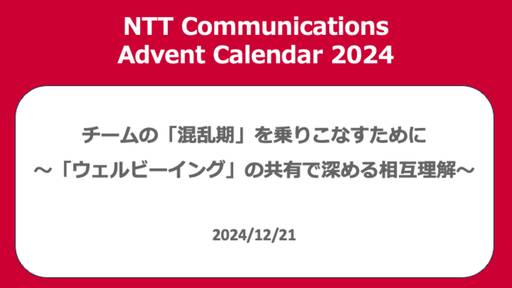 NTT Communications
Advent Calendar 2024
チームの「混乱期」を乗りこなすために
～「ウェルビーイング」の共有で深める相互理解～
2024/12/21